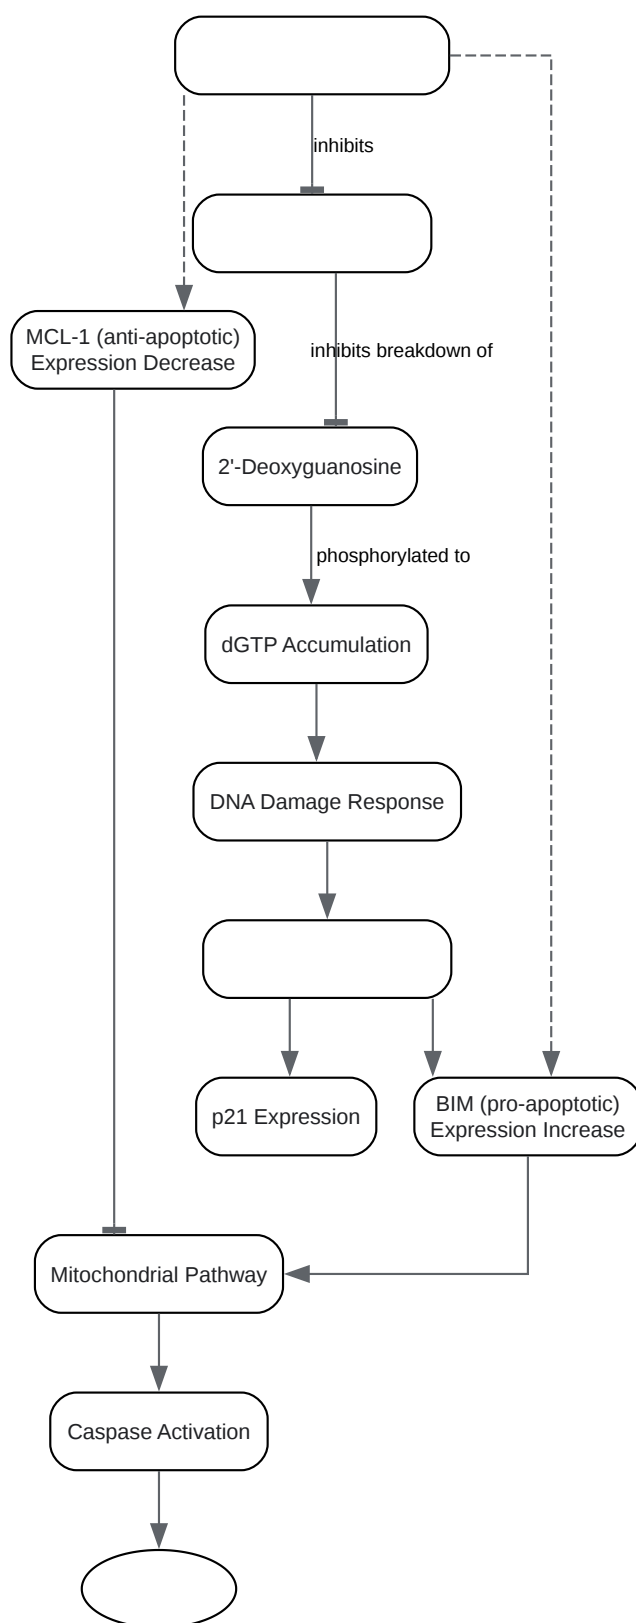 inhibits
MCL-1 (anti-apoptotic)
Expression Decrease
inhibits breakdown of
2'-Deoxyguanosine
phosphorylated to
dGTP Accumulation
DNA Damage Response
p21 Expression
BIM (pro-apoptotic)
Expression Increase
Mitochondrial Pathway
Caspase Activation